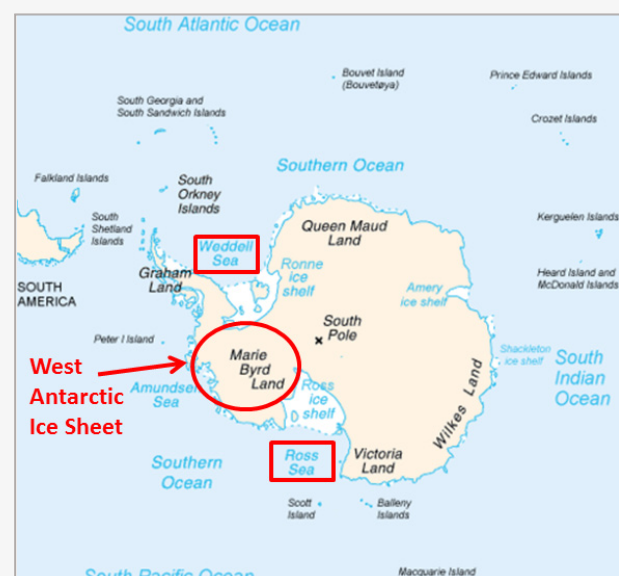 South Atlantic Ocean
Bouvet Island
(Bouvetøya)
Prince Edward Islands
South Georgia and
South Sandwich Islands
Crozet Islands
Southern Ocean
Falkland Islands
South
Orkney
Islands
South
Shetland
Islands
Queen Maud
Land
Kerguelen Islands
Weddell
Sea
Ronne
ice
shelf
Graham
Land
Heard Island and
McDonald Islands
SOUTH
AMERICA
Amery
ice shelf
South
Pole
Peter I Island
Marie
Byrd
Land
Shackleton
ice shelf
South
Indian
Ocean
West
Antarctic
Ice Sheet
Amundsen
Sea
Ross
ice
shelf
Wilkes Land
Southern
Ocean
Ross
Sea
Victoria
Land
Scott
Island
Balleny
Islands
South Pacific Ocean
Macquarie Island